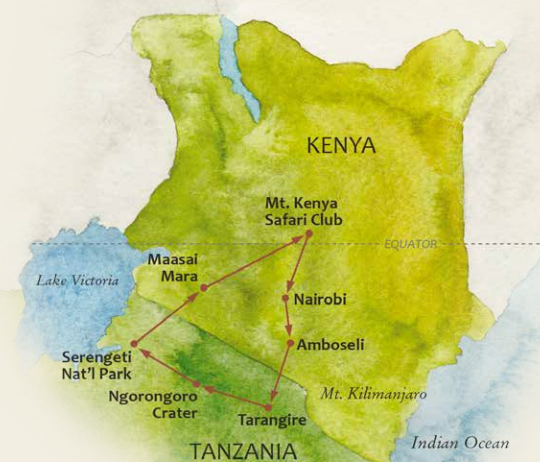 KENYA
Mt. Kenya
Safari Club
EQUATOR
Maasai
Mara
Lake Victoria
Nairobi
Amboseli
Serengeti
Nat'l Park
Ngorongoro
Crater
Mt. Kilimanjaro
Tarangire
Indian Ocean
TANZANIA